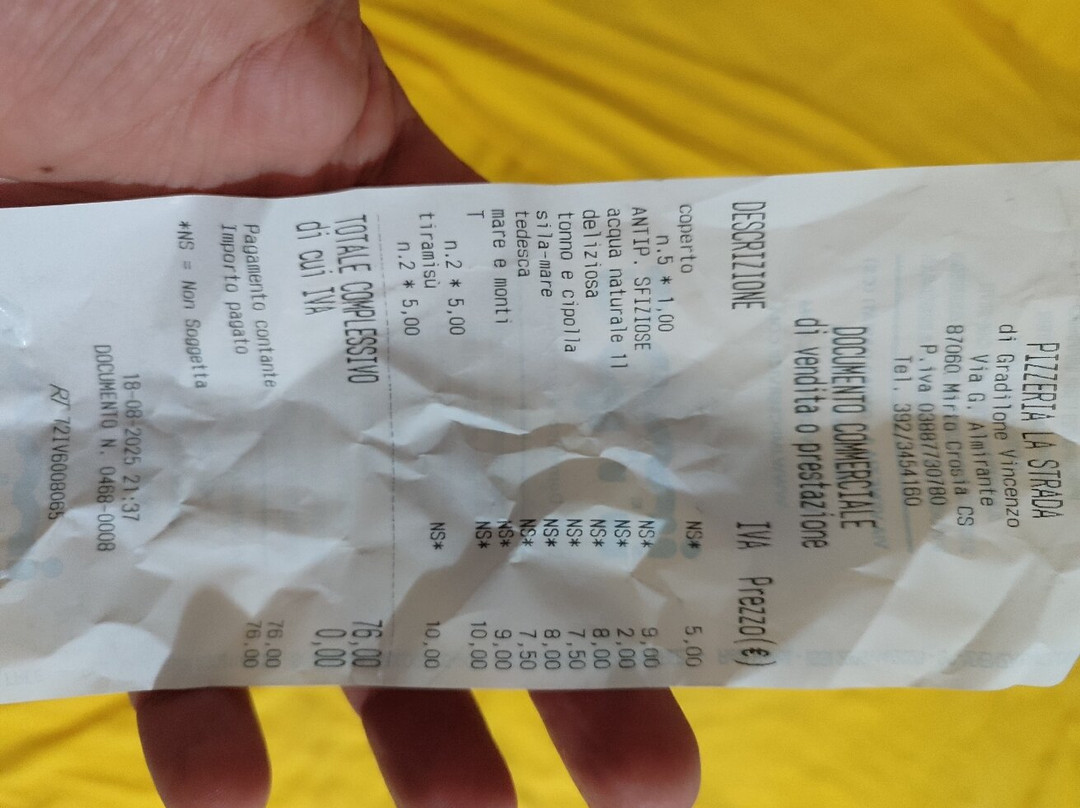 PIZZERIA LA STRADA
di Gradilone Vincenzo
Via G. Almirante
87060 Mirto Crosia CS
P.iva 03887730780
Tel. 392/3454160
DOCUMENTO COMMERCIALE
di vendita o prestazione
DESCRIZIONE IVA Prezzo(€)
coperto NS* 5,00
n.5 * 1,00
ANTIP. SFIZIOSE NS* 9,00
acqua naturale 1l NS* 2,00
deliziosa NS* 8,00
tonno e cipolla NS* 7,50
sila-mare NS* 8,00
tedesca NS* 7,50
mare e monti NS* 9,00
T NS* 10,00
n.2 * 5,00
tiramisù NS* 10,00
n.2 * 5,00
TOTALE COMPLESSIVO 76,00
di cui IVA 0,00
Pagamento contante 76,00
Importo pagato 76,00
*NS = Non Soggetta
18-08-2025 21:37
DOCUMENTO N. 0468-0008
RT 72IV6008065